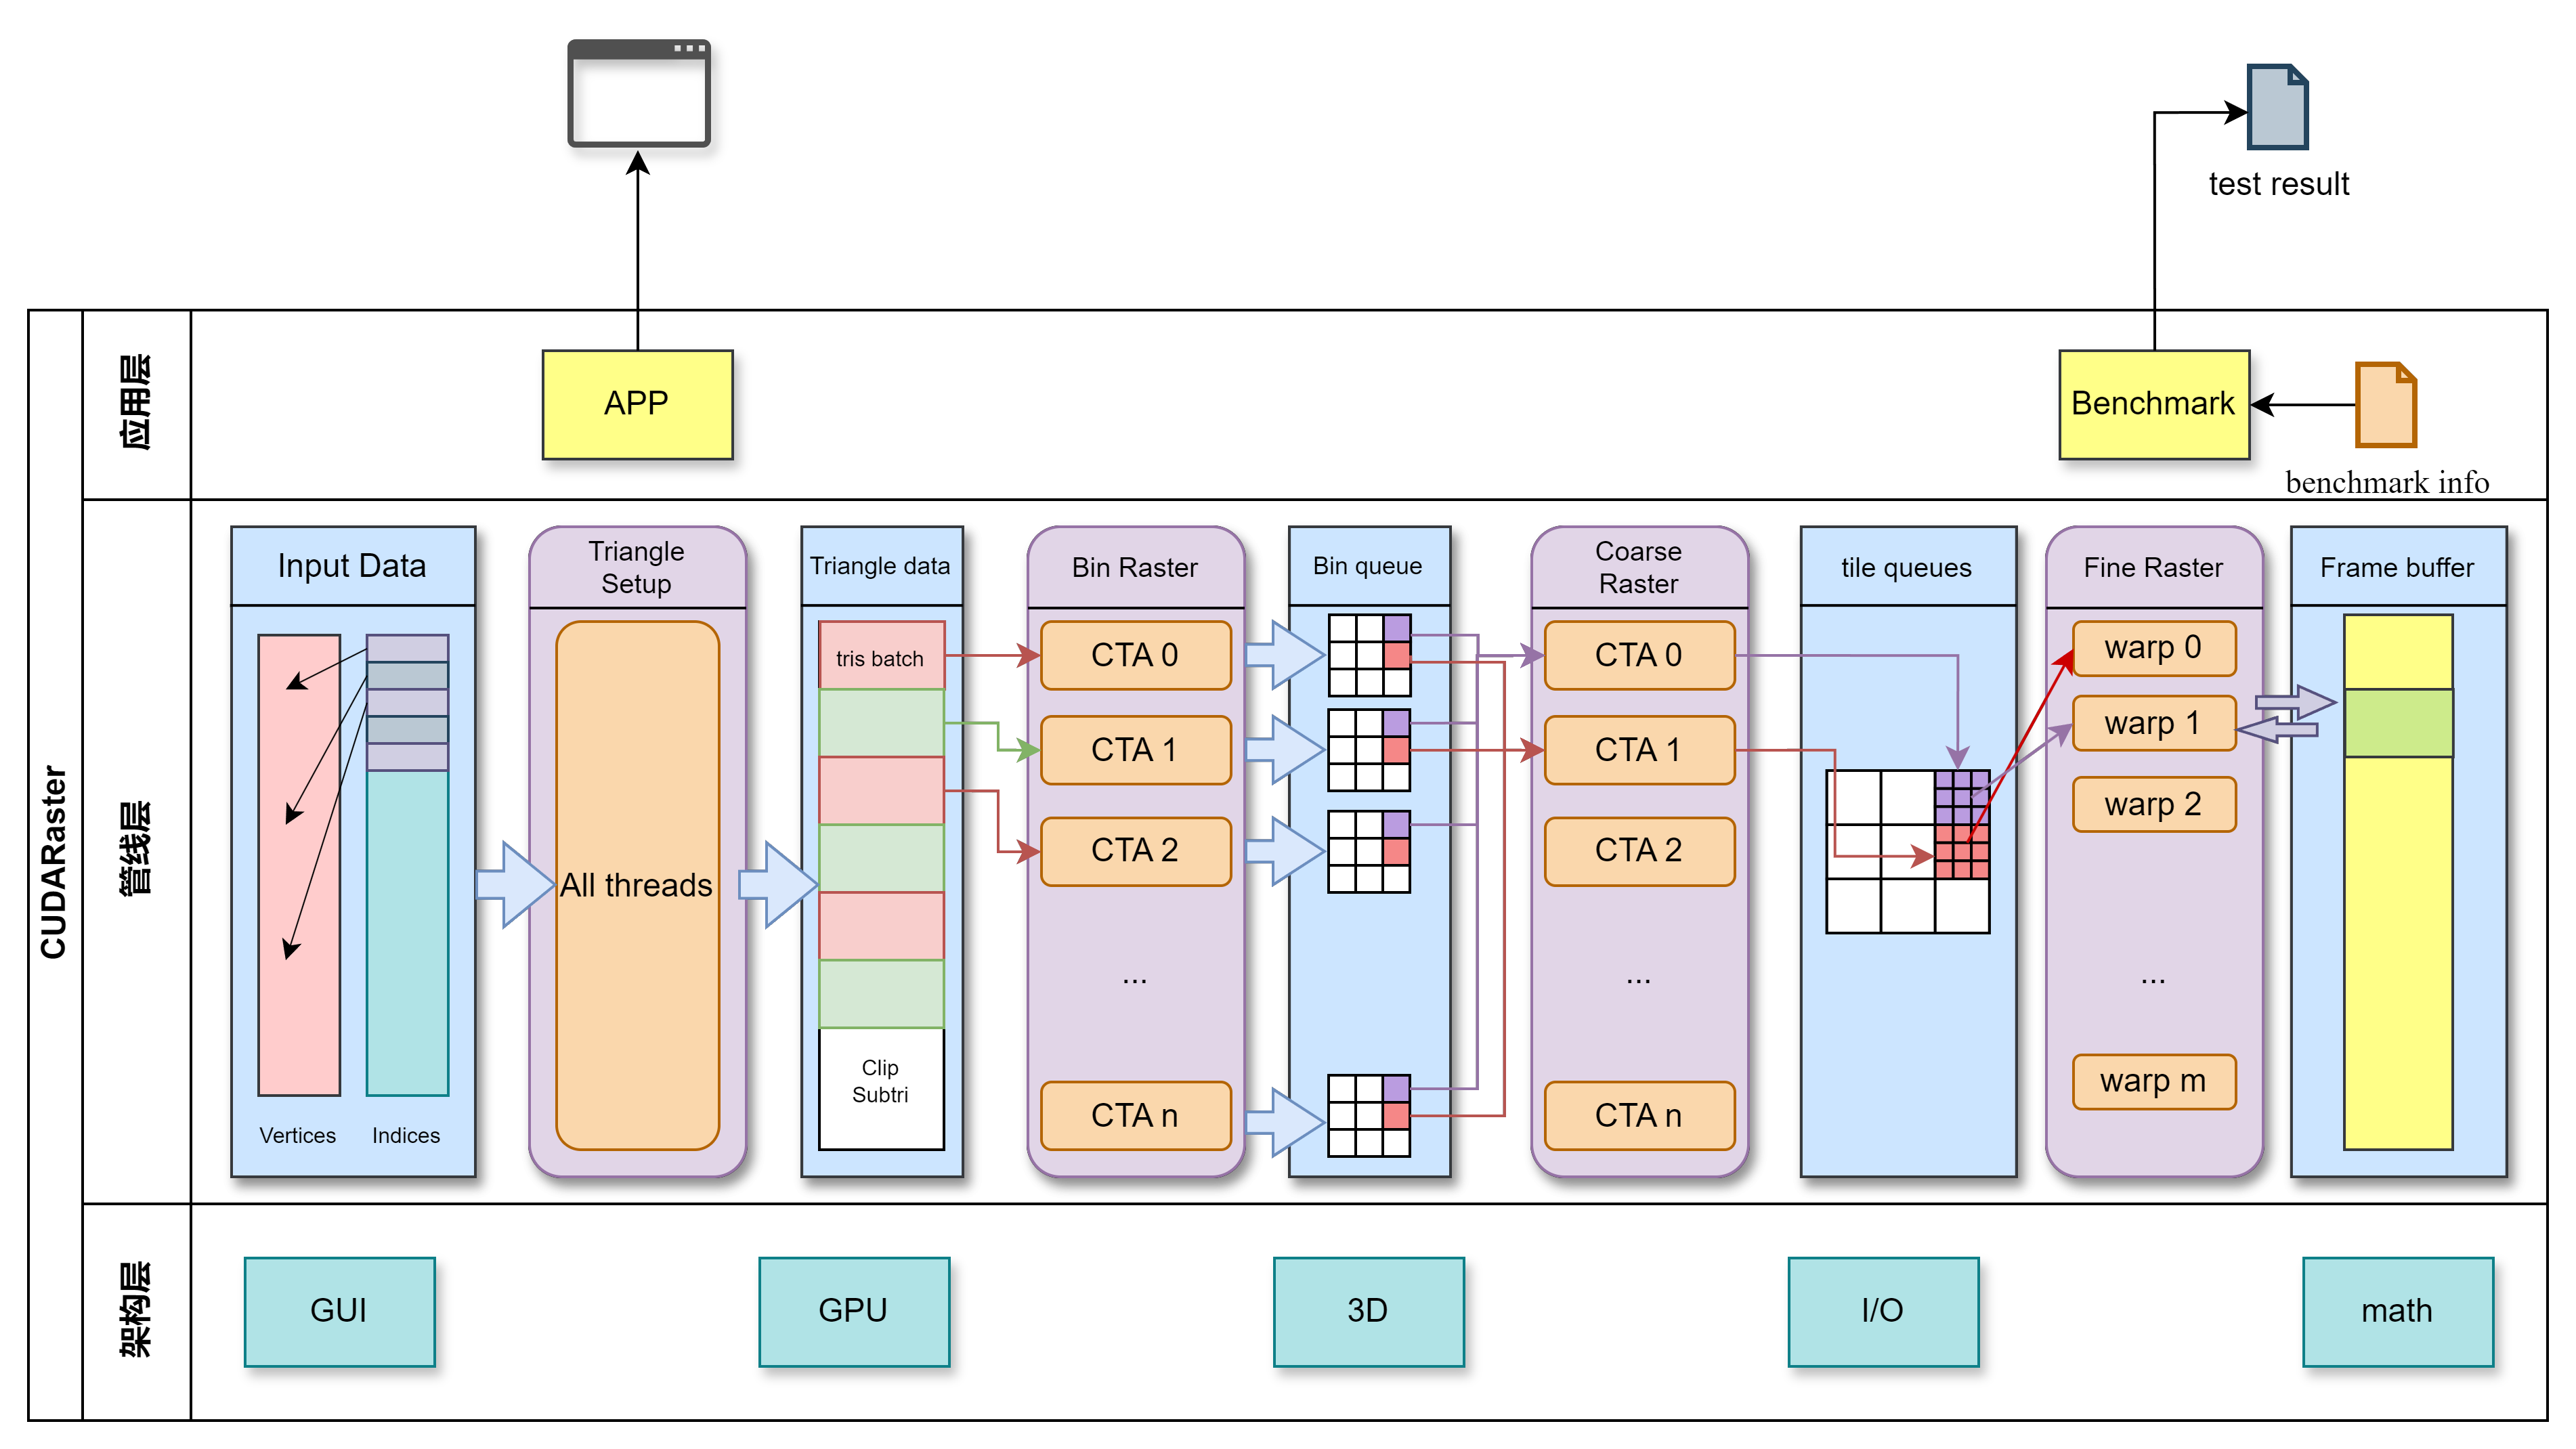 test result
CUDARaster
应用层
APP
Benchmark
benchmark info
管线层
Input Data
Vertices
Indices
Triangle
Setup
All threads
Triangle data
tris batch
Clip
Subtri
Bin Raster
CTA 0
CTA 1
CTA 2
...
CTA n
Bin queue
Coarse
Raster
CTA 0
CTA 1
CTA 2
...
CTA n
tile queues
Fine Raster
warp 0
warp 1
warp 2
...
warp m
Frame buffer
架构层
GUI
GPU
3D
I/O
math